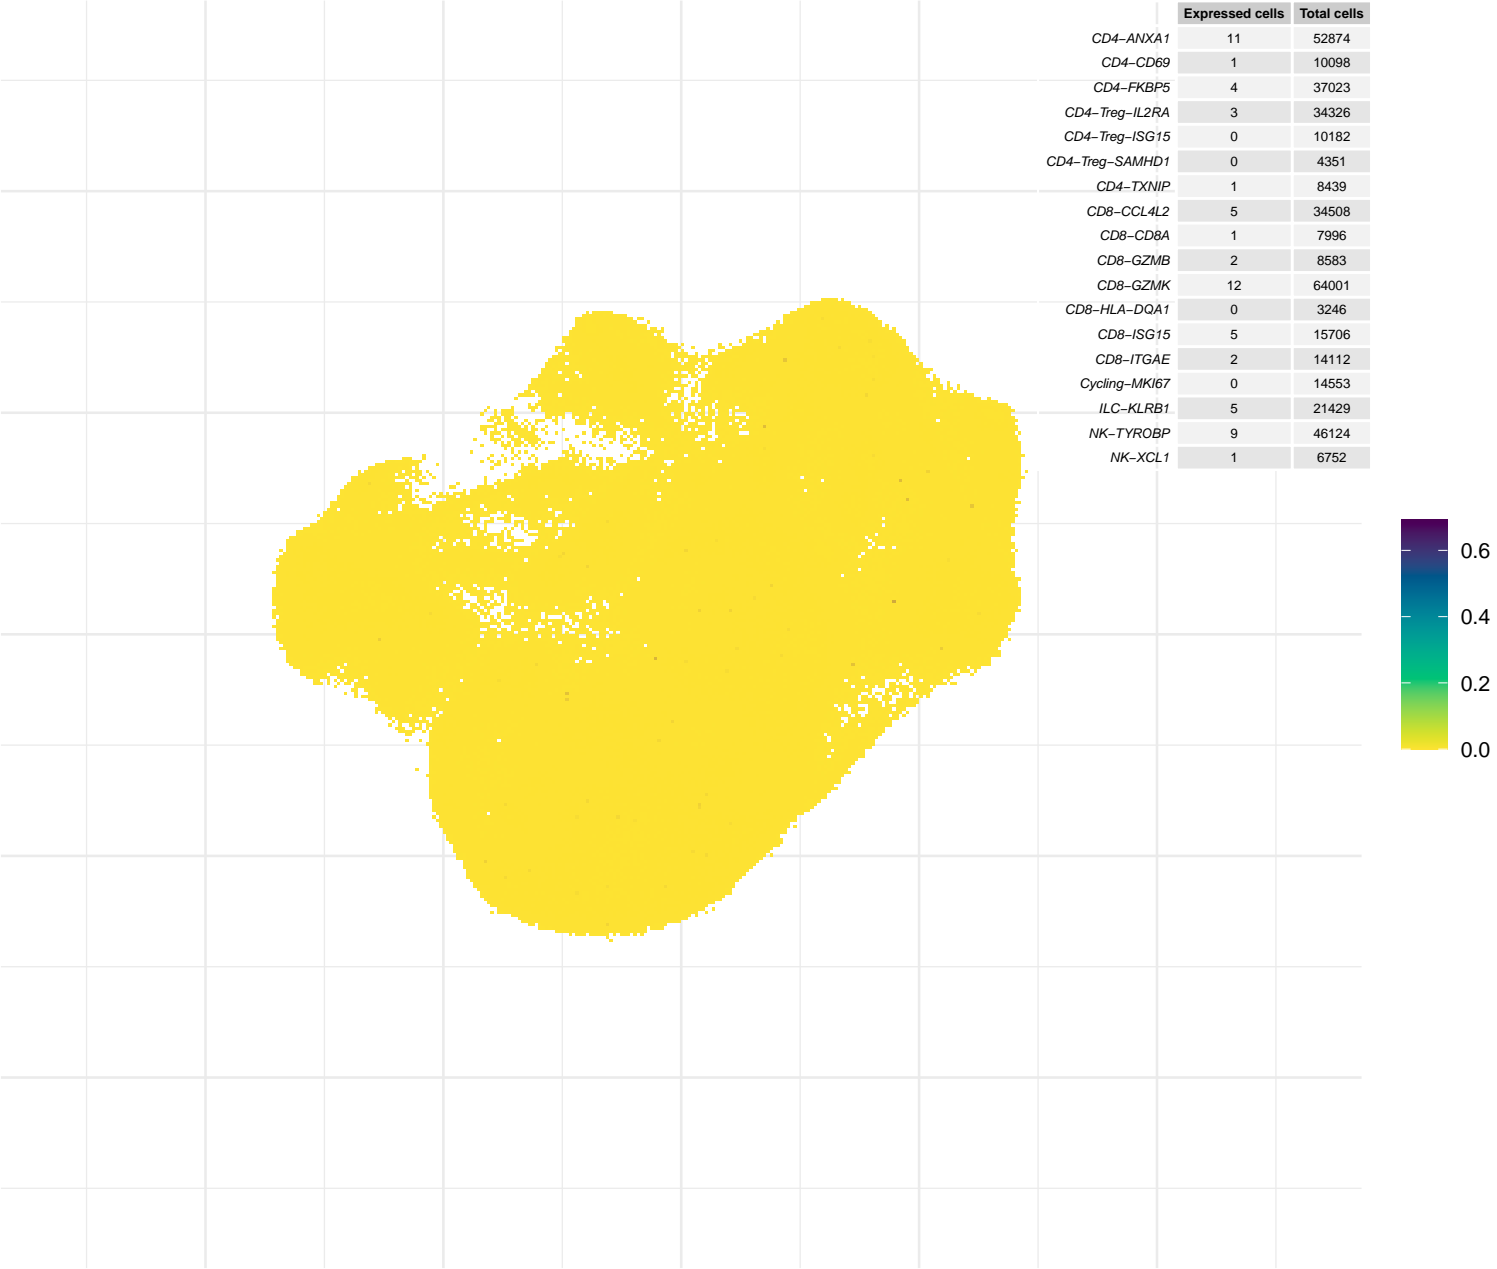 Expressed cells Total cells
CD4−ANXA1 11 52874
CD4−CD69 1 10098
CD4−FKBP5 4 37023
CD4−Treg−IL2RA 3 34326
CD4−Treg−ISG15 0 10182
CD4−Treg−SAMHD1 0 4351
CD4−TXNIP 1 8439
CD8−CCL4L2 5 34508
CD8−CD8A 1 7996
CD8−GZMB 2 8583
CD8−GZMK 12 64001
CD8−HLA−DQA1 0 3246
CD8−ISG15 5 15706
CD8−ITGAE 2 14112
Cycling−MKI67 0 14553
ILC−KLRB1 5 21429
NK−TYROBP 9 46124
NK−XCL1 1 6752
0.6
0.4
0.2
0.0